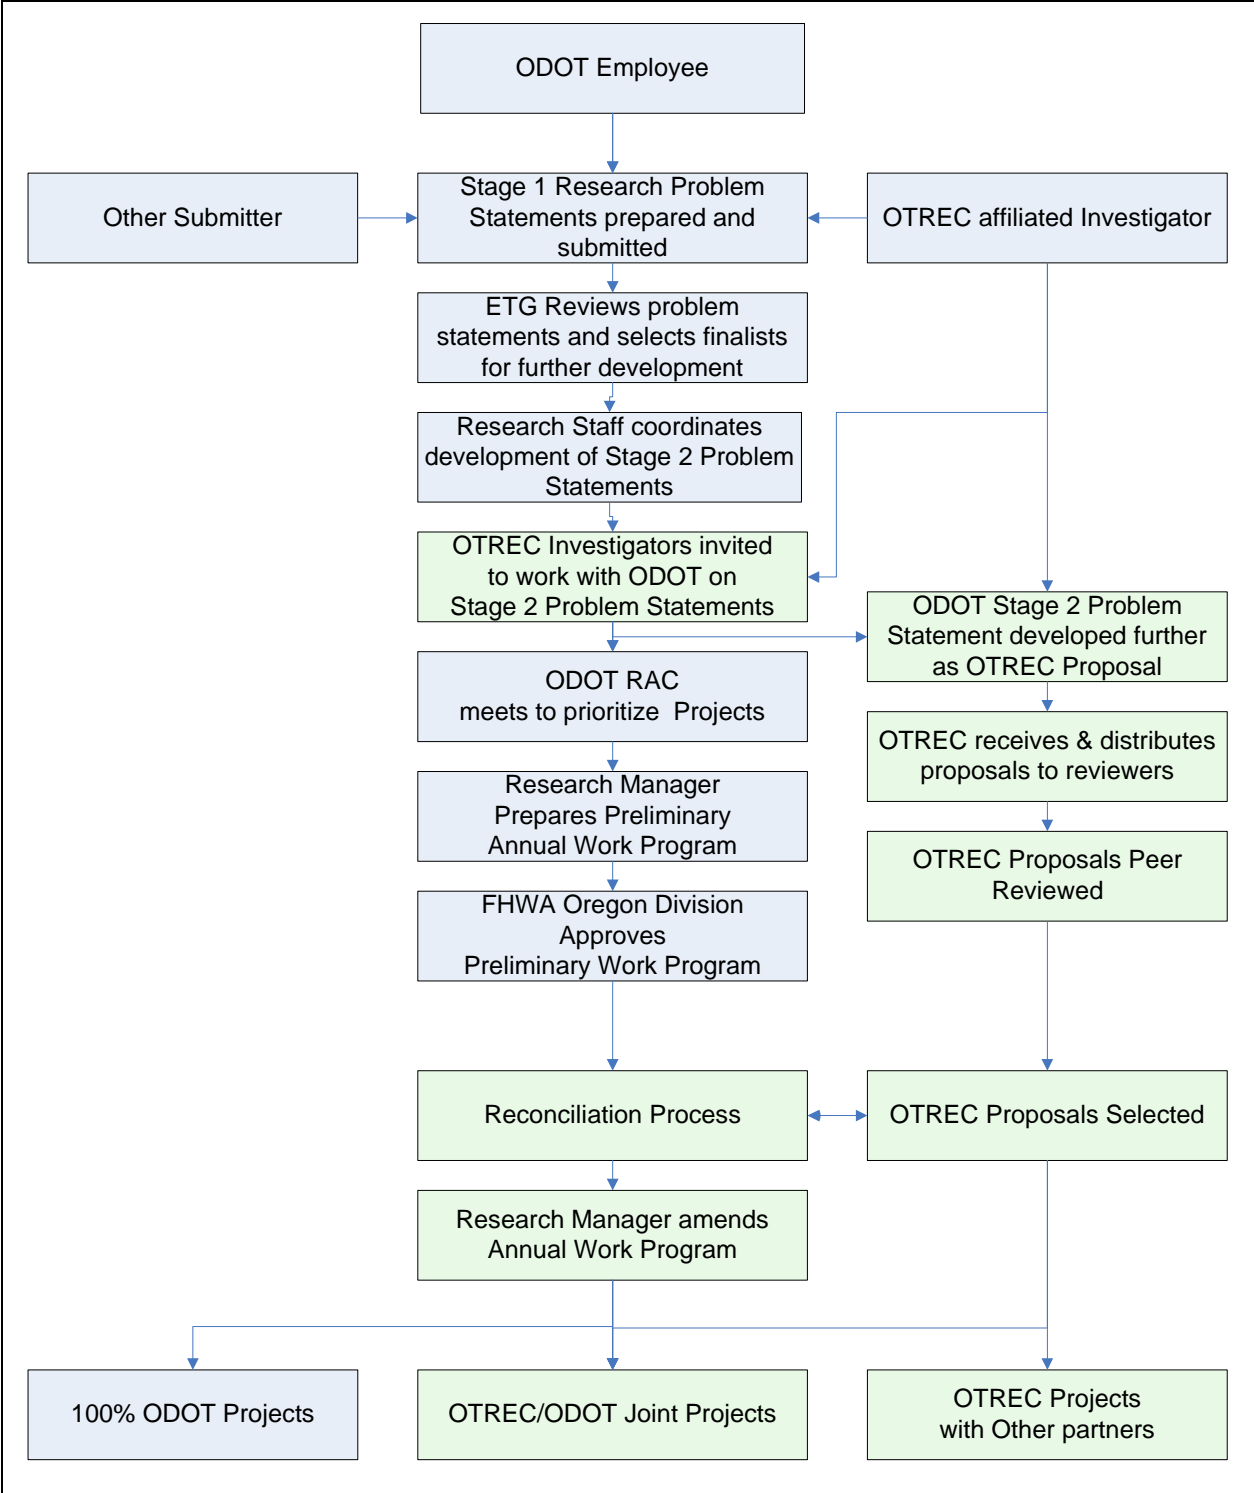 ODOT Employee
Other Submitter
Stage 1 Research Problem
Statements prepared and
submitted
OTREC affiliated Investigator
ETG Reviews problem
statements and selects finalists
for further development
Research Staff coordinates
development of Stage 2 Problem
Statements
OTREC Investigators invited
to work with ODOT on
Stage 2 Problem Statements
ODOT Stage 2 Problem
Statement developed further
as OTREC Proposal
ODOT RAC
meets to prioritize  Projects
OTREC receives & distributes
proposals to reviewers
Research Manager
Prepares Preliminary
Annual Work Program
OTREC Proposals Peer
Reviewed
FHWA Oregon Division
Approves
Preliminary Work Program
Reconciliation Process
OTREC Proposals Selected
Research Manager amends
Annual Work Program
100% ODOT Projects
OTREC/ODOT Joint Projects
OTREC Projects
with Other partners